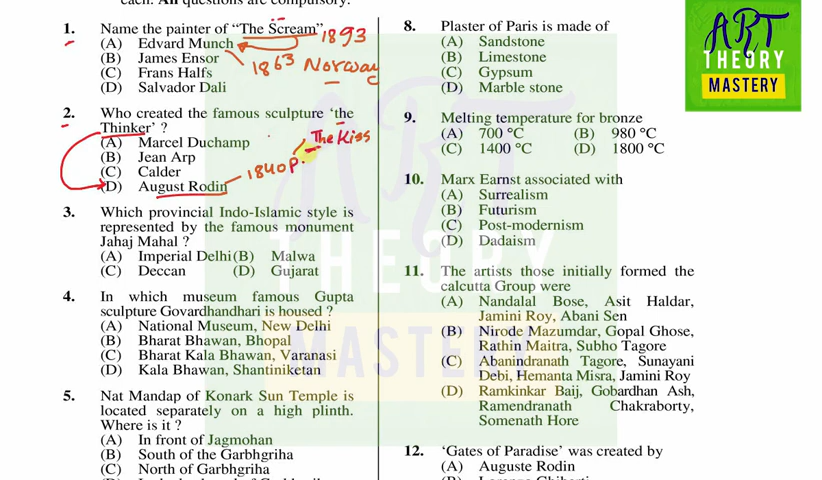 each. All questions are compulsory.
1. Name the painter of “The Scream”
(A) Edvard Munch
(B) James Ensor
(C) Frans Halfs
(D) Salvador Dali
1893
1863 Norway
2. Who created the famous sculpture ‘the
Thinker’ ?
(A) Marcel Duchamp
(B) Jean Arp
(C) Calder
(D) August Rodin
The Kiss
1840 P.
3. Which provincial Indo-Islamic style is
represented by the famous monument
Jahaj Mahal ?
(A) Imperial Delhi (B) Malwa
(C) Deccan (D) Gujarat
4. In which museum famous Gupta
sculpture Govardhandhari is housed ?
(A) National Museum, New Delhi
(B) Bharat Bhawan, Bhopal
(C) Bharat Kala Bhawan, Varanasi
(D) Kala Bhawan, Shantiniketan
5. Nat Mandap of Konark Sun Temple is
located separately on a high plinth.
Where is it ?
(A) In front of Jagmohan
(B) South of the Garbhgriha
(C) North of Garbhgriha
8. Plaster of Paris is made of
(A) Sandstone
(B) Limestone
(C) Gypsum
(D) Marble stone
9. Melting temperature for bronze
(A) 700 °C (B) 980 °C
(C) 1400 °C (D) 1800 °C
10. Marx Earnst associated with
(A) Surrealism
(B) Futurism
(C) Post-modernism
(D) Dadaism
11. The artists those initially formed the
calcutta Group were
(A) Nandalal Bose, Asit Haldar,
Jamini Roy, Abani Sen
(B) Nirode Mazumdar, Gopal Ghose,
Rathin Maitra, Subho Tagore
(C) Abanindranath Tagore, Sunayani
Debi, Hemanta Misra, Jamini Roy
(D) Ramkinkar Baij, Gobardhan Ash,
Ramendranath Chakraborty,
Somenath Hore
12. ‘Gates of Paradise’ was created by
(A) Auguste Rodin
ART
THEORY
MASTERY
ART
THEORY
MASTERY